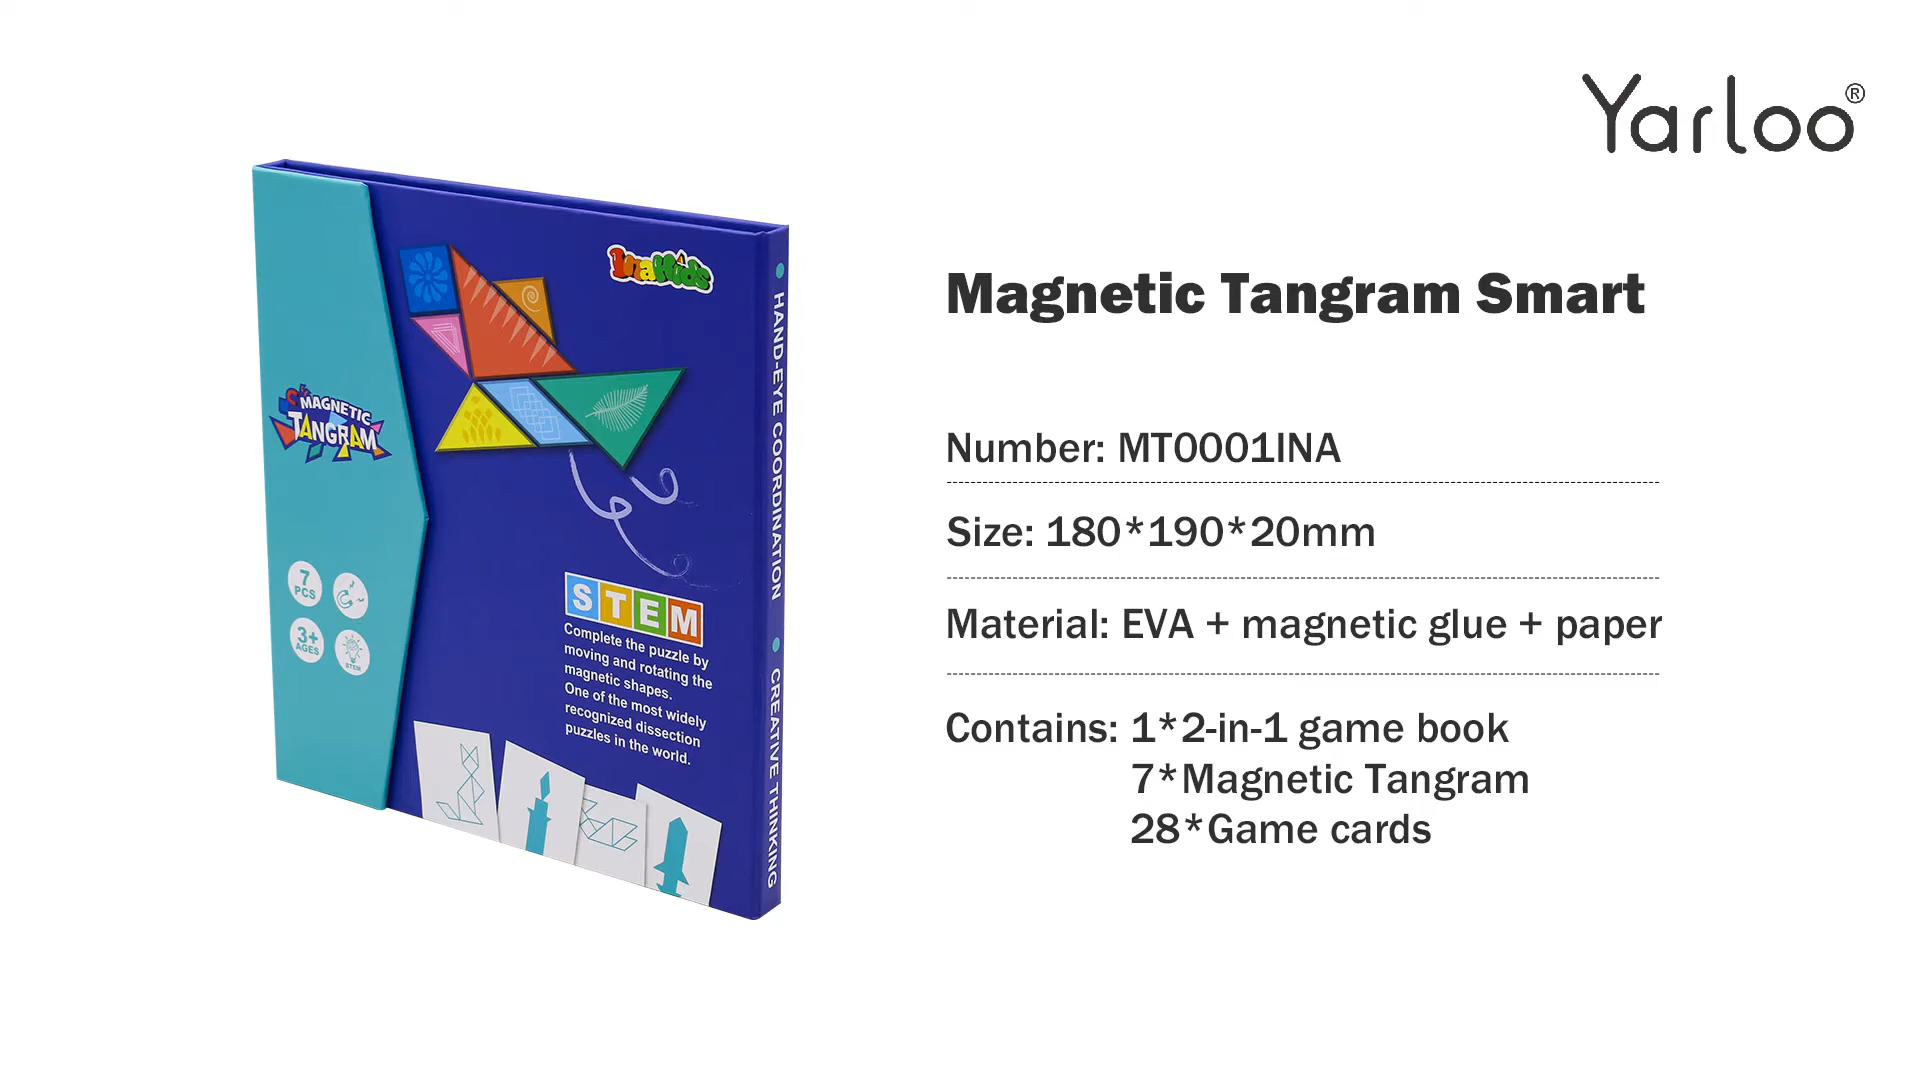 Yarloo®
InaKids
MAGNETIC
TANGRAM
7
PCS
3+
AGES
STEM
STEM
Complete the puzzle by
moving and rotating the
magnetic shapes.
One of the most widely
recognized dissection
puzzles in the world.
HAND-EYE COORDINATION
CREATIVE THINKING
Magnetic Tangram Smart
Number: MT0001INA
Size: 180*190*20mm
Material: EVA + magnetic glue + paper
Contains: 1*2-in-1 game book
7*Magnetic Tangram
28*Game cards